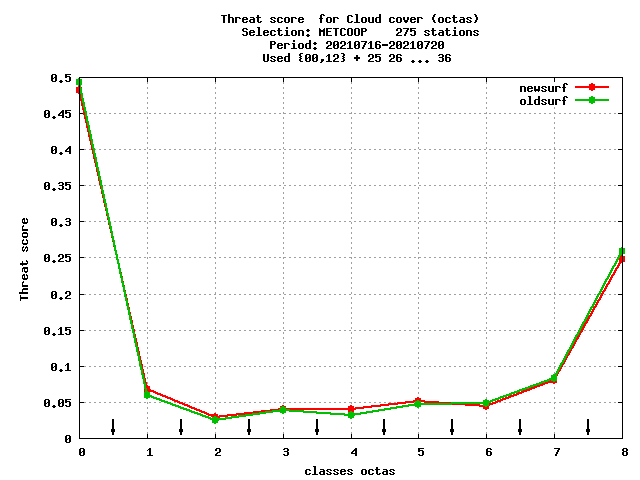 Threat score  for Cloud cover (octas)
Selection: METCOOP    275 stations
Period: 20210716-20210720
Used {00,12} + 25 26 ... 36
newsurf
oldsurf
0.5
0.45
0.4
0.35
0.3
0.25
0.2
0.15
0.1
0.05
0
Threat score
0 1 2 3 4 5 6 7 8
classes octas